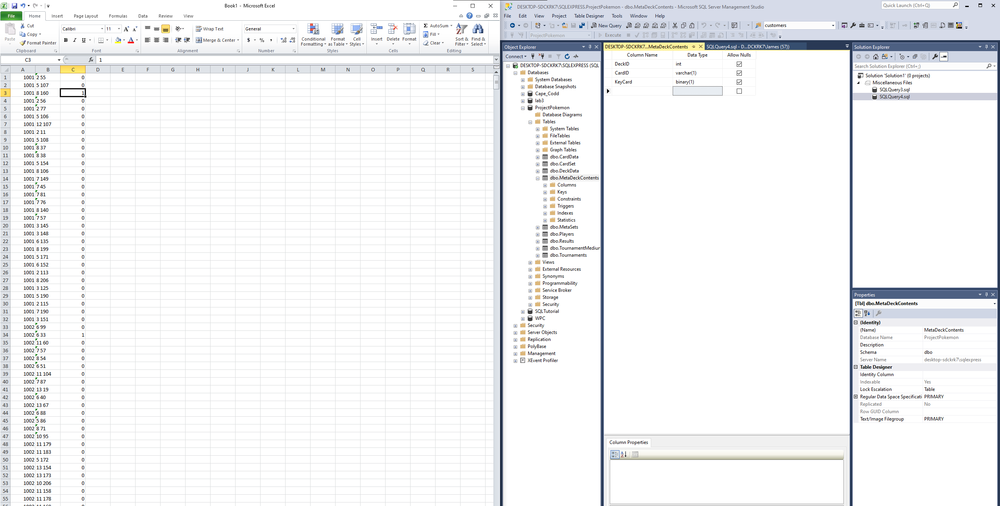 Book1 - Microsoft Excel
File Home Insert Page Layout Formulas Data Review View
Paste
Cut
Copy
Format Painter
Clipboard
Calibri 11
B I U
Font
Wrap Text
Merge & Center
Alignment
General
$ % ,
Number
Conditional Formatting
Format as Table
Cell Styles
Styles
Insert Delete Format
Cells
AutoSum
Fill
Clear
Sort & Filter
Find & Select
Editing
C3 fx 1
A B C D E F G H I J K L M N O P Q R S
1 1001 2 55 0
2 1001 5 107 0
3 1001 8 160 1
4 1001 2 56 0
5 1001 2 77 0
6 1001 5 106 0
7 1001 12 107 0
8 1001 2 11 0
9 1001 5 108 0
10 1001 8 37 0
11 1001 8 38 0
12 1001 5 154 0
13 1001 8 106 0
14 1001 7 149 0
15 1001 7 45 0
16 1001 7 81 0
17 1001 7 76 0
18 1001 8 140 0
19 1001 7 57 0
20 1001 3 145 0
21 1001 3 148 0
22 1001 6 135 0
23 1001 8 199 0
24 1001 5 171 0
25 1001 6 152 0
26 1001 2 113 0
27 1001 8 206 0
28 1001 3 125 0
29 1001 5 190 0
30 1001 2 115 0
31 1001 7 190 0
32 1001 3 151 0
33 1002 6 99 0
34 1002 6 33 1
35 1002 11 60 0
36 1002 7 57 0
37 1002 8 54 0
38 1002 6 51 0
39 1002 11 104 0
40 1002 7 87 0
41 1002 13 19 0
42 1002 6 40 0
43 1002 13 67 0
44 1002 6 88 0
45 1002 5 86 0
46 1002 8 71 0
47 1002 10 95 0
48 1002 11 179 0
49 1002 11 183 0
50 1002 5 172 0
51 1002 13 154 0
52 1002 13 173 0
53 1002 10 206 0
54 1002 11 158 0
55 1002 11 178 0
DESKTOP-SDCKRK7\SQLEXPRESS.ProjectPokemon - dbo.MetaDeckContents - Microsoft SQL Server Management Studio
Quick Launch (Ctrl+Q)
File Edit View Project Table Designer Tools Window Help
New Query
customers
ProjectPokemon
Execute
Object Explorer
Connect
DESKTOP-SDCKRK7\SQLEXPRESS (SQL
Databases
System Databases
Database Snapshots
Cape_Codd
lab3
ProjectPokemon
Database Diagrams
Tables
System Tables
FileTables
External Tables
Graph Tables
dbo.CardData
dbo.CardSet
dbo.DeckData
dbo.MetaDeckContents
Columns
Keys
Constraints
Triggers
Indexes
Statistics
dbo.MetaSets
dbo.Players
dbo.Results
dbo.TournamentMediur
dbo.Tournaments
Views
External Resources
Synonyms
Programmability
Service Broker
Storage
Security
SQLTutorial
WPC
Security
Server Objects
Replication
PolyBase
Management
XEvent Profiler
DESKTOP-SDCKRK7...MetaDeckContents
SQLQuery4.sql - D...DCKRK7\James (57))
Column Name Data Type Allow Nulls
DeckID int
CardID varchar(1)
KeyCard binary(1)
Column Properties
Solution Explorer
Search Solution Explorer (Ctrl+;)
Solution 'Solution1' (0 projects)
Miscellaneous Files
SQLQuery3.sql
SQLQuery4.sql
Properties
[Tbl] dbo.MetaDeckContents
(Identity)
(Name) MetaDeckContents
Database Name ProjectPokemon
Description
Schema dbo
Server Name desktop-sdckrk7\sqlexpress
Table Designer
Identity Column
Indexable Yes
Lock Escalation Table
Regular Data Space Specificati PRIMARY
Replicated No
Row GUID Column
Text/Image Filegroup PRIMARY